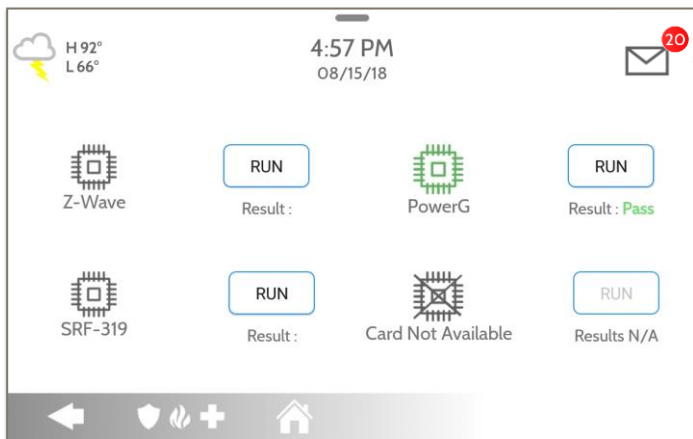 H 92°
L 66°
4:57 PM
08/15/18
20
RUN
Z-Wave
Result :
RUN
PowerG
Result : Pass
RUN
SRF-319
Result :
RUN
Card Not Available
Results N/A